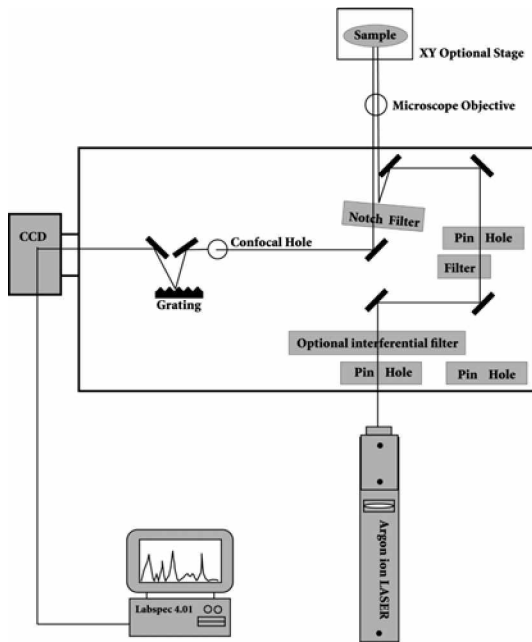 Sample
XY Optional Stage
Microscope Objective
Notch Filter
CCD
Confocal Hole
Pin Hole
Filter
Grating
Optional interferential filter
Pin Hole
Pin Hole
Argon ion LASER
Labspec 4.01